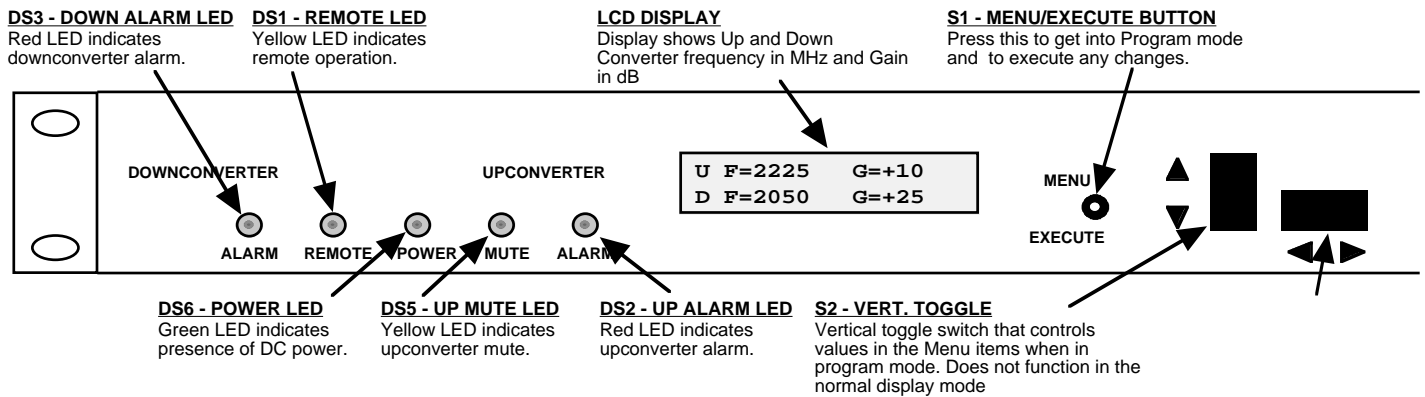 DS3 - DOWN ALARM LED
Red LED indicates
downconverter alarm.
DS1 - REMOTE LED
Yellow LED indicates
remote operation.
LCD DISPLAY
Display shows Up and Down
Converter frequency in MHz and Gain
in dB
S1 - MENU/EXECUTE BUTTON
Press this to get into Program mode
and to execute any changes.
DOWNCONVERTER
UPCONVERTER
U F=2225 G=+10
D F=2050 G=+25
MENU
EXECUTE
ALARM
REMOTE
POWER
MUTE
ALARM
DS6 - POWER LED
Green LED indicates
presence of DC power.
DS5 - UP MUTE LED
Yellow LED indicates
upconverter mute.
DS2 - UP ALARM LED
Red LED indicates
upconverter alarm.
S2 - VERT. TOGGLE
Vertical toggle switch that controls
values in the Menu items when in
program mode. Does not function in the
normal display mode